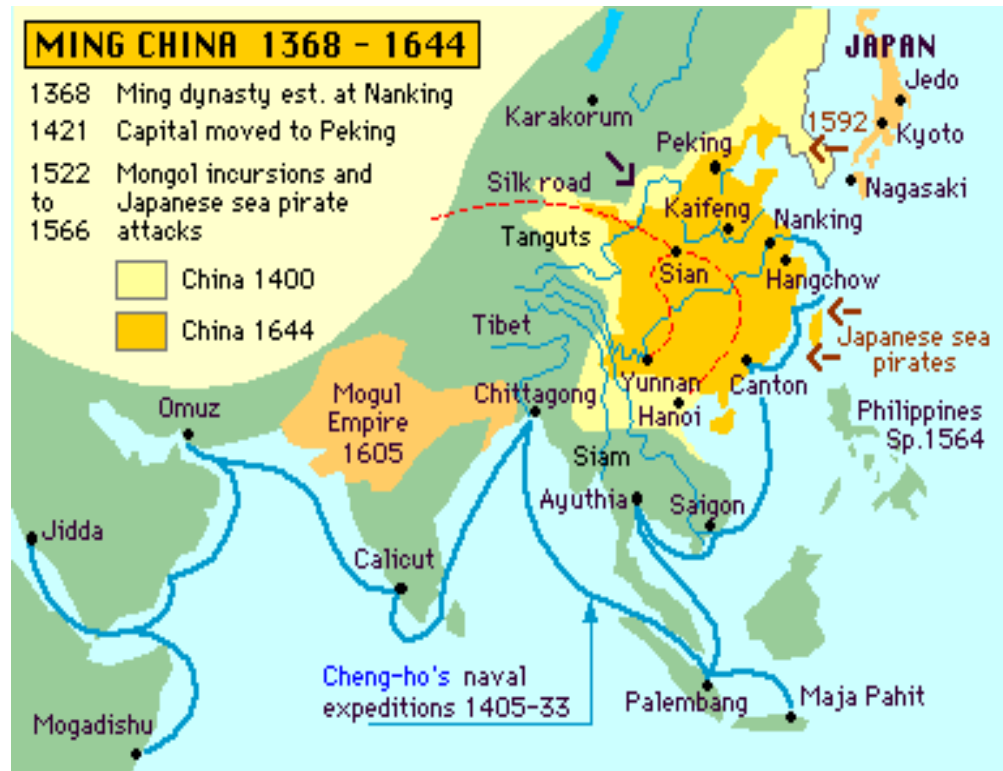 MING CHINA 1368 - 1644
1368 Ming dynasty est. at Nanking
1421 Capital moved to Peking
1522 Mongol incursions and
to Japanese sea pirate
1566 attacks
China 1400
China 1644
JAPAN
Jedo
1592
Kyoto
Nagasaki
Karakorum
Peking
Silk road
Kaifeng
Nanking
Tanguts
Sian
Hangchow
Tibet
Japanese sea
pirates
Yunnan
Canton
Hanoi
Mogul
Empire
1605
Chittagong
Omuz
Philippines
Sp.1564
Siam
Ayuthia
Saigon
Jidda
Calicut
Cheng-ho's naval
expeditions 1405-33
Palembang
Maja Pahit
Mogadishu